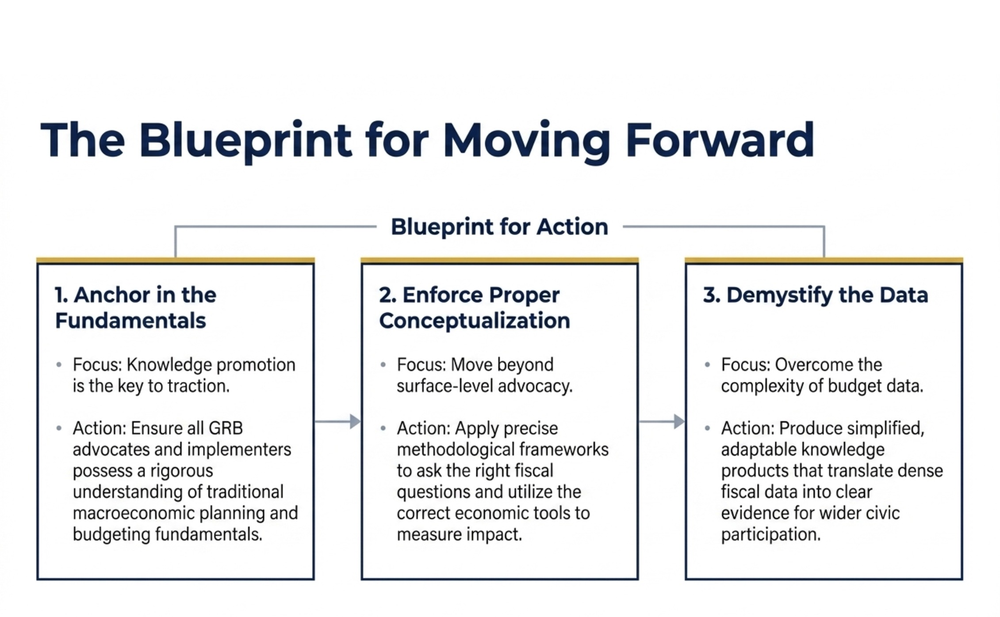 The Blueprint for Moving Forward
Blueprint for Action
1. Anchor in the
Fundamentals
• Focus: Knowledge promotion
is the key to traction.
• Action: Ensure all GRB
advocates and implementers
possess a rigorous
understanding of traditional
macroeconomic planning and
budgeting fundamentals.
2. Enforce Proper
Conceptualization
• Focus: Move beyond
surface-level advocacy.
• Action: Apply precise
methodological frameworks
to ask the right fiscal
questions and utilize the
correct economic tools to
measure impact.
3. Demystify the Data
• Focus: Overcome the
complexity of budget data.
• Action: Produce simplified,
adaptable knowledge
products that translate dense
fiscal data into clear
evidence for wider civic
participation.